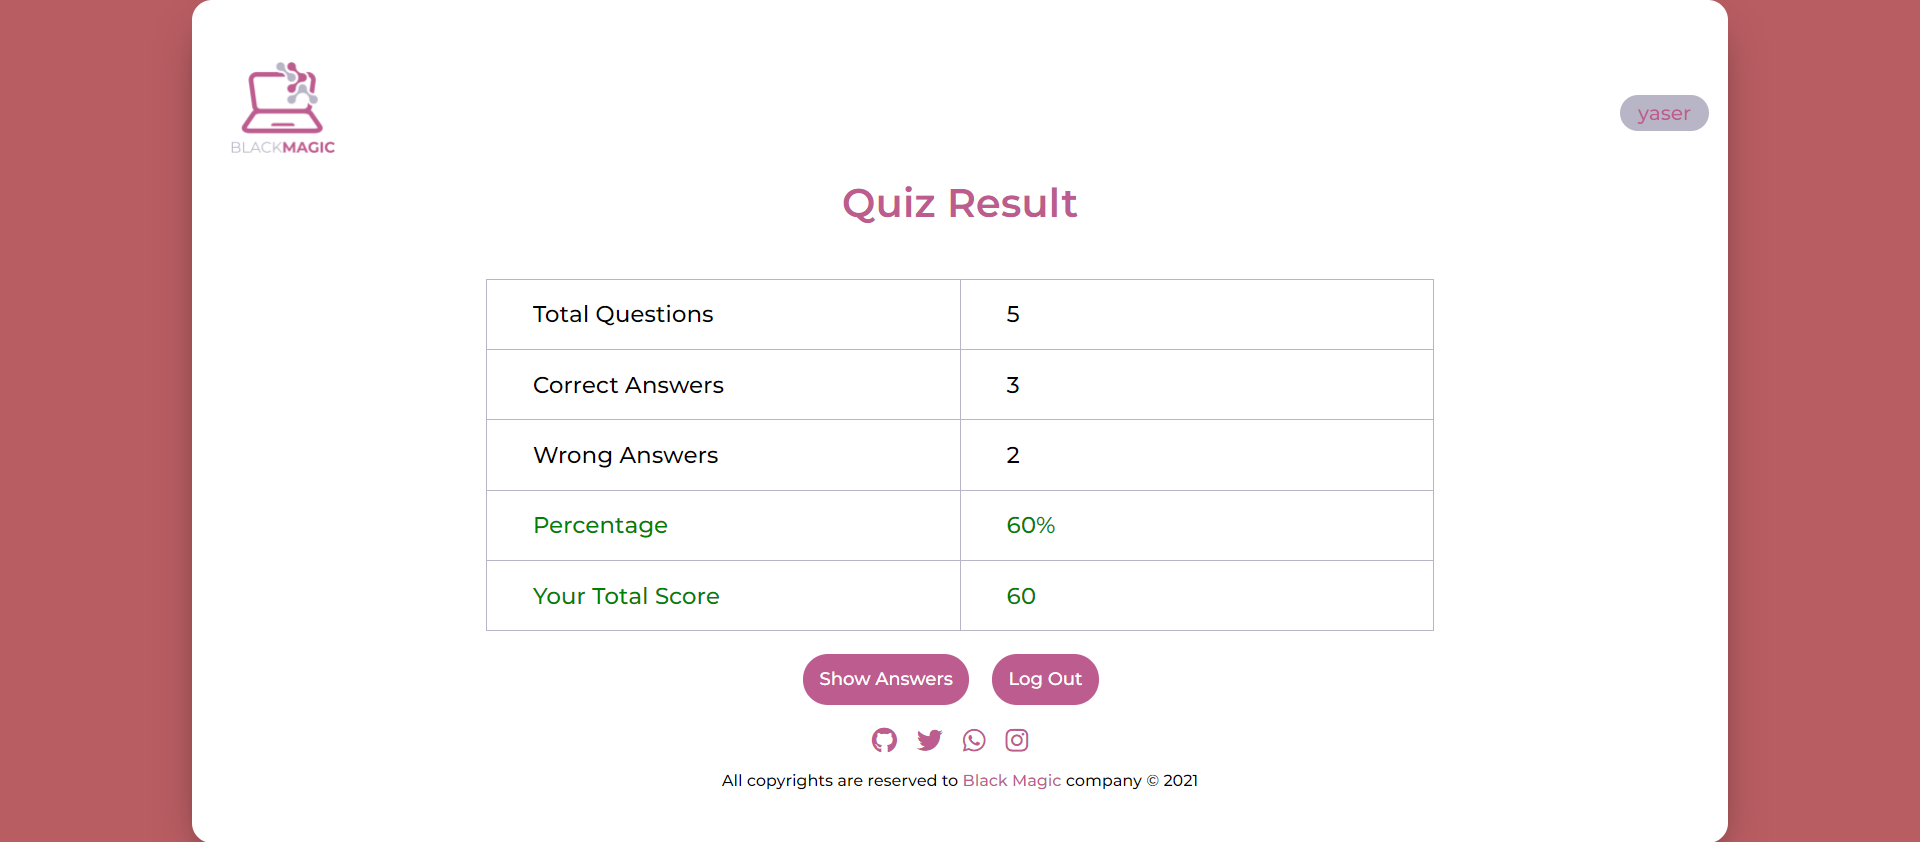 BLACKMAGIC
yaser
Quiz Result
Total Questions 5
Correct Answers 3
Wrong Answers 2
Percentage 60%
Your Total Score 60
Show Answers Log Out
All copyrights are reserved to Black Magic company © 2021